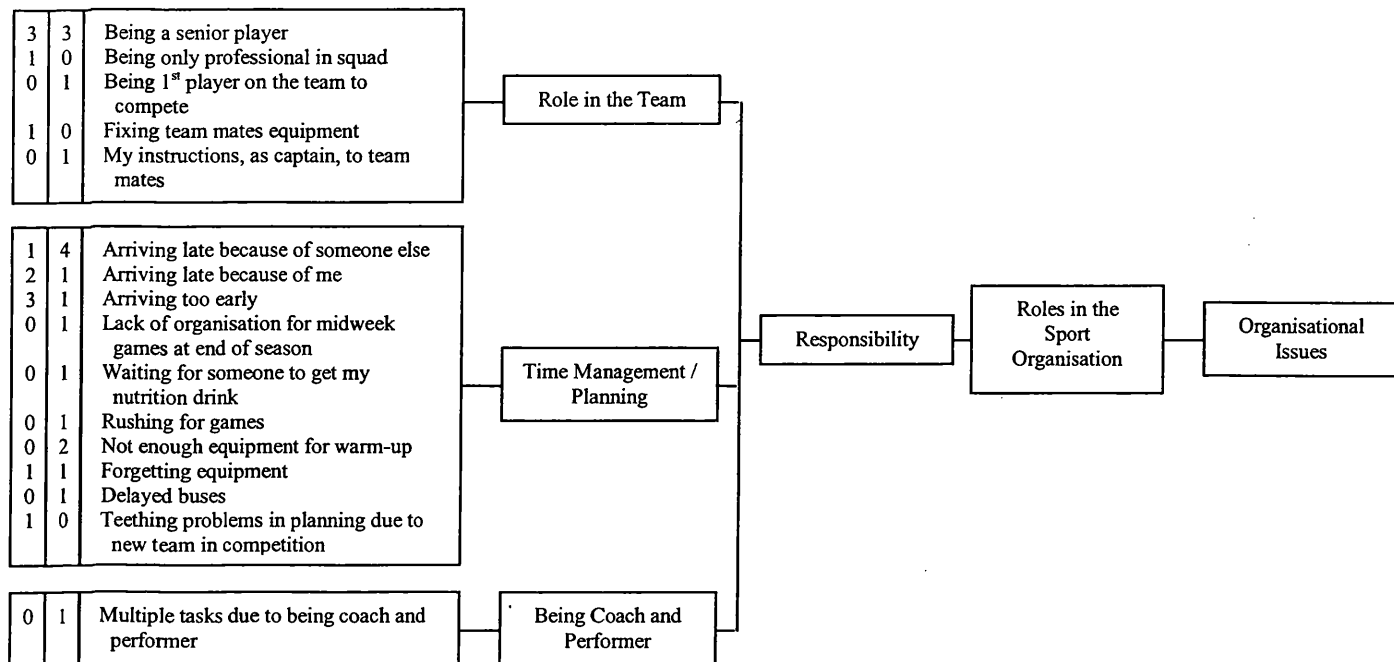 3 3 Being a senior player
1 0 Being only professional in squad
0 1 Being 1st player on the team to
compete
1 0 Fixing team mates equipment
0 1 My instructions, as captain, to team
mates
Role in the Team
1 4 Arriving late because of someone else
2 1 Arriving late because of me
3 1 Arriving too early
0 1 Lack of organisation for midweek
games at end of season
0 1 Waiting for someone to get my
nutrition drink
0 1 Rushing for games
0 2 Not enough equipment for warm-up
1 1 Forgetting equipment
0 1 Delayed buses
1 0 Teething problems in planning due to
new team in competition
Time Management /
Planning
0 1 Multiple tasks due to being coach and
performer
Being Coach and
Performer
Responsibility
Roles in the
Sport
Organisation
Organisational
Issues